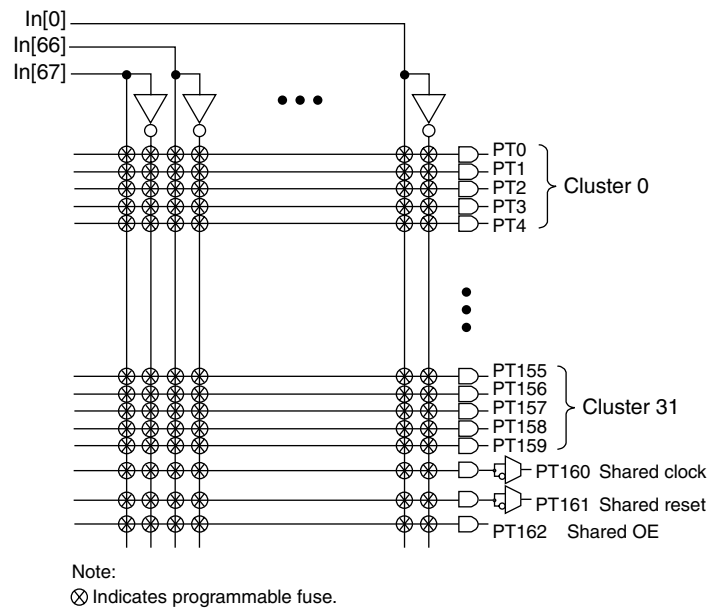 In[0]
In[66]
In[67]
PT0
PT1
PT2
PT3
PT4
Cluster 0
PT155
PT156
PT157
PT158
PT159
Cluster 31
PT160 Shared clock
PT161 Shared reset
PT162 Shared OE
Note:
Indicates programmable fuse.